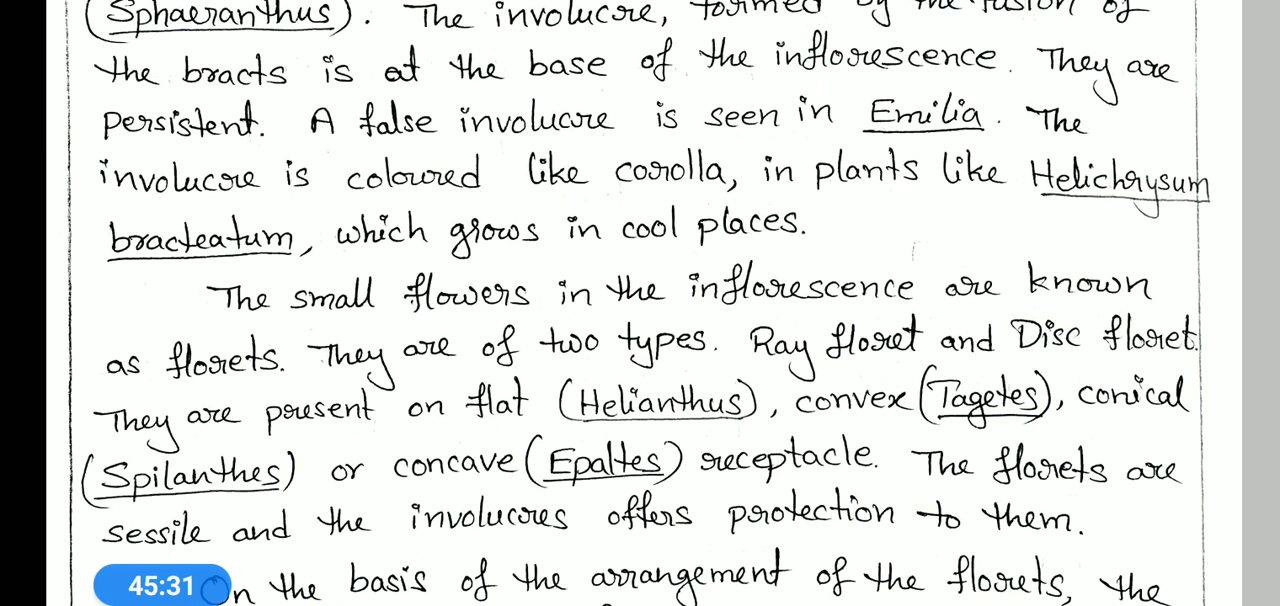 (Sphaeranthus). The involucre, formed by the fusion of
the bracts is at the base of the inflorescence. They are
persistent. A false involucre is seen in Emilia. The
involucre is coloured like corolla, in plants like Helichrysum
bracteatum, which grows in cool places.
The small flowers in the inflorescence are known
as florets. They are of two types. Ray floret and Disc floret.
They are present on flat (Helianthus), convex (Tagetes), conical
(Spilanthes) or concave (Epaltes) receptacle. The florets are
sessile and the involucres offers protection to them.
45:31 On the basis of the arrangement of the florets, the